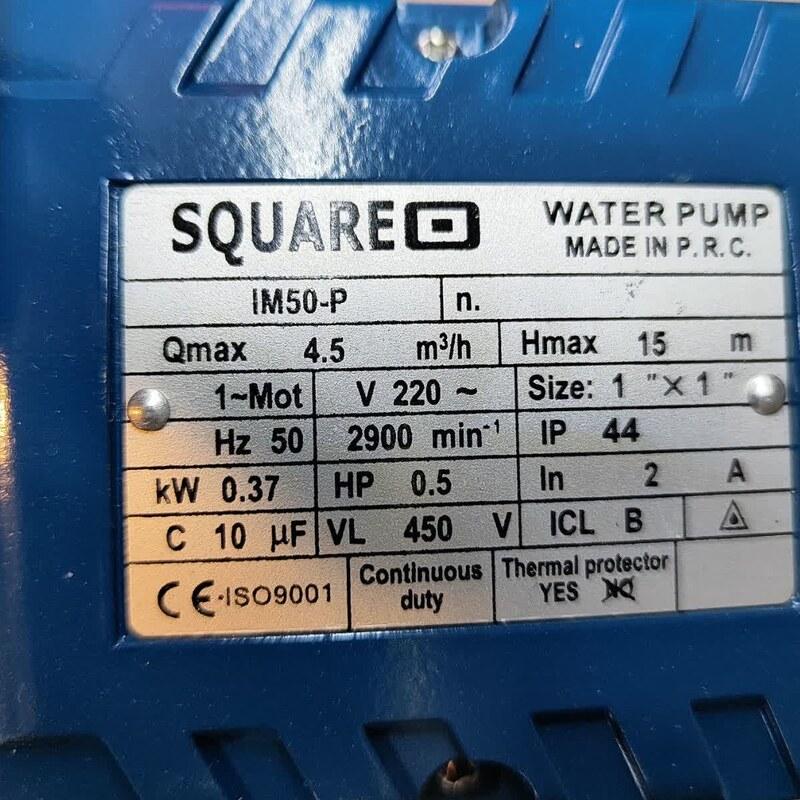 SQUARE
WATER PUMP
MADE IN P.R.C.
IM50-P n.
Qmax 4.5 m³/h Hmax 15 m
1~Mot V 220 ~ Size: 1 "×1 "
Hz 50 2900 min⁻¹ IP 44
kW 0.37 HP 0.5 In 2 A
C 10 µF VL 450 V ICL B
CE·ISO9001 Continuous duty Thermal protector
YES NO